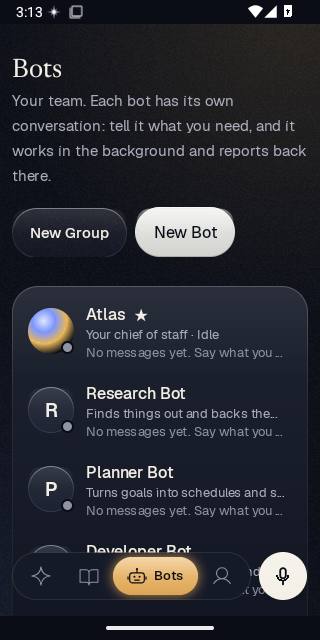 3:13
Bots
Your team. Each bot has its own
conversation: tell it what you need, and it
works in the background and reports back
there.
New Group
New Bot
Atlas ★
Your chief of staff · Idle
No messages yet. Say what you ...
R
Research Bot
Finds things out and backs the...
No messages yet. Say what you ...
P
Planner Bot
Turns goals into schedules and s...
No messages yet. Say what you ...
Developer Bot
Bots